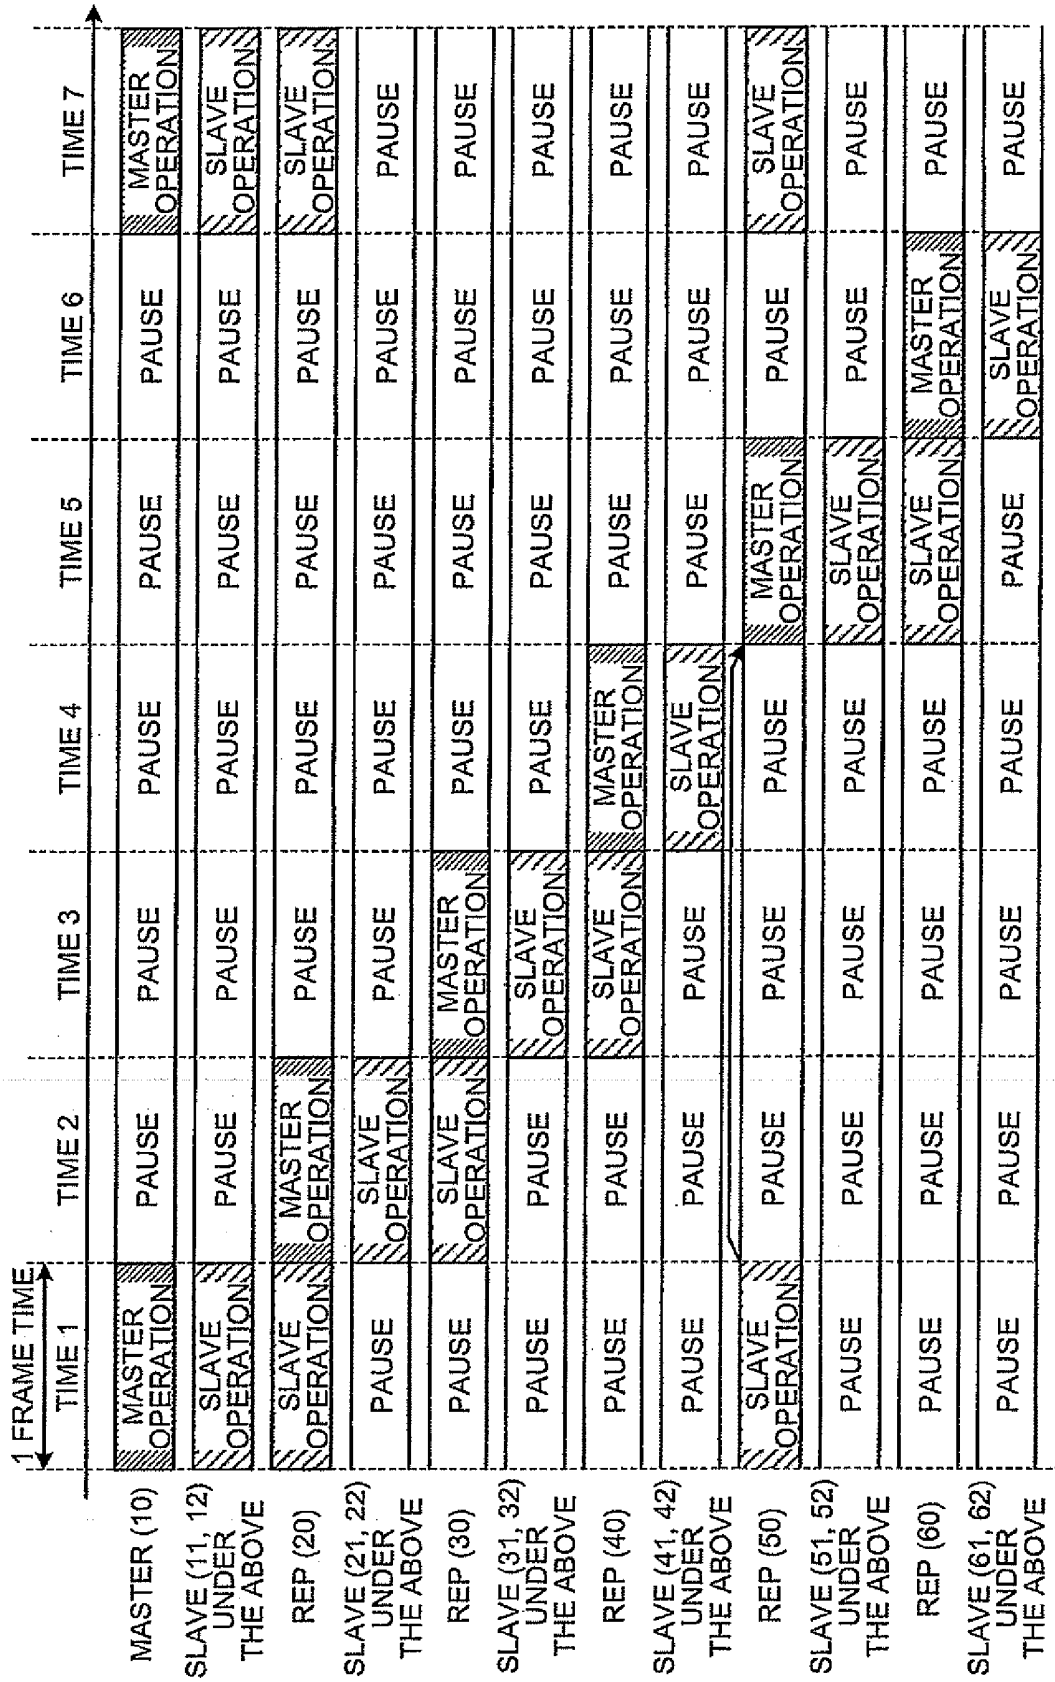 1 FRAME TIME
TIME 1 TIME 2 TIME 3 TIME 4 TIME 5 TIME 6 TIME 7
MASTER (10)
MASTER
OPERATION
PAUSE PAUSE PAUSE PAUSE PAUSE
MASTER
OPERATION
SLAVE (11, 12)
UNDER
THE ABOVE
SLAVE
OPERATION
PAUSE PAUSE PAUSE PAUSE PAUSE
SLAVE
OPERATION
REP (20)
SLAVE
OPERATION
MASTER
OPERATION
PAUSE PAUSE PAUSE PAUSE
SLAVE
OPERATION
SLAVE (21, 22)
UNDER
THE ABOVE
PAUSE
SLAVE
OPERATION
PAUSE PAUSE PAUSE PAUSE PAUSE
REP (30)
PAUSE
SLAVE
OPERATION
MASTER
OPERATION
PAUSE PAUSE PAUSE PAUSE
SLAVE (31, 32)
UNDER
THE ABOVE
PAUSE PAUSE
SLAVE
OPERATION
PAUSE PAUSE PAUSE PAUSE
REP (40)
PAUSE PAUSE
SLAVE
OPERATION
MASTER
OPERATION
PAUSE PAUSE PAUSE
SLAVE (41, 42)
UNDER
THE ABOVE
PAUSE PAUSE PAUSE
SLAVE
OPERATION
PAUSE PAUSE PAUSE
REP (50)
SLAVE
OPERATION
PAUSE PAUSE PAUSE
MASTER
OPERATION
PAUSE
SLAVE
OPERATION
SLAVE (51, 52)
UNDER
THE ABOVE
PAUSE PAUSE PAUSE PAUSE
SLAVE
OPERATION
PAUSE PAUSE
REP (60)
PAUSE PAUSE PAUSE PAUSE
SLAVE
OPERATION
MASTER
OPERATION
PAUSE
SLAVE (61, 62)
UNDER
THE ABOVE
PAUSE PAUSE PAUSE PAUSE PAUSE
SLAVE
OPERATION
PAUSE